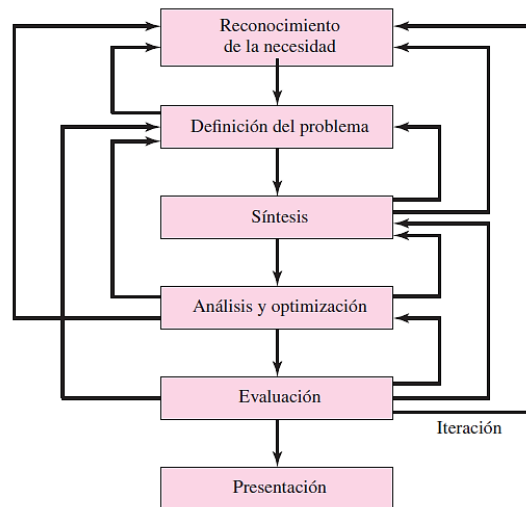 Reconocimiento
de la necesidad
Definición del problema
Síntesis
Análisis y optimización
Evaluación
Iteración
Presentación